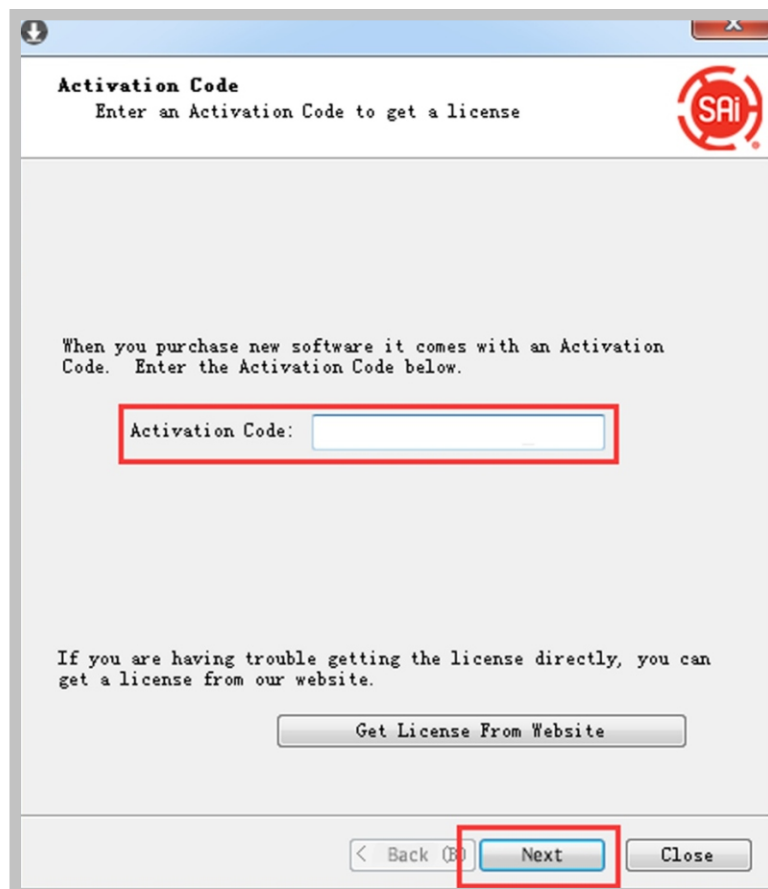 Activation Code
Enter an Activation Code to get a license
SAi
When you purchase new software it comes with an Activation
Code. Enter the Activation Code below.
Activation Code:
If you are having trouble getting the license directly, you can
get a license from our website.
Get License From Website
< Back (B)
Next
Close